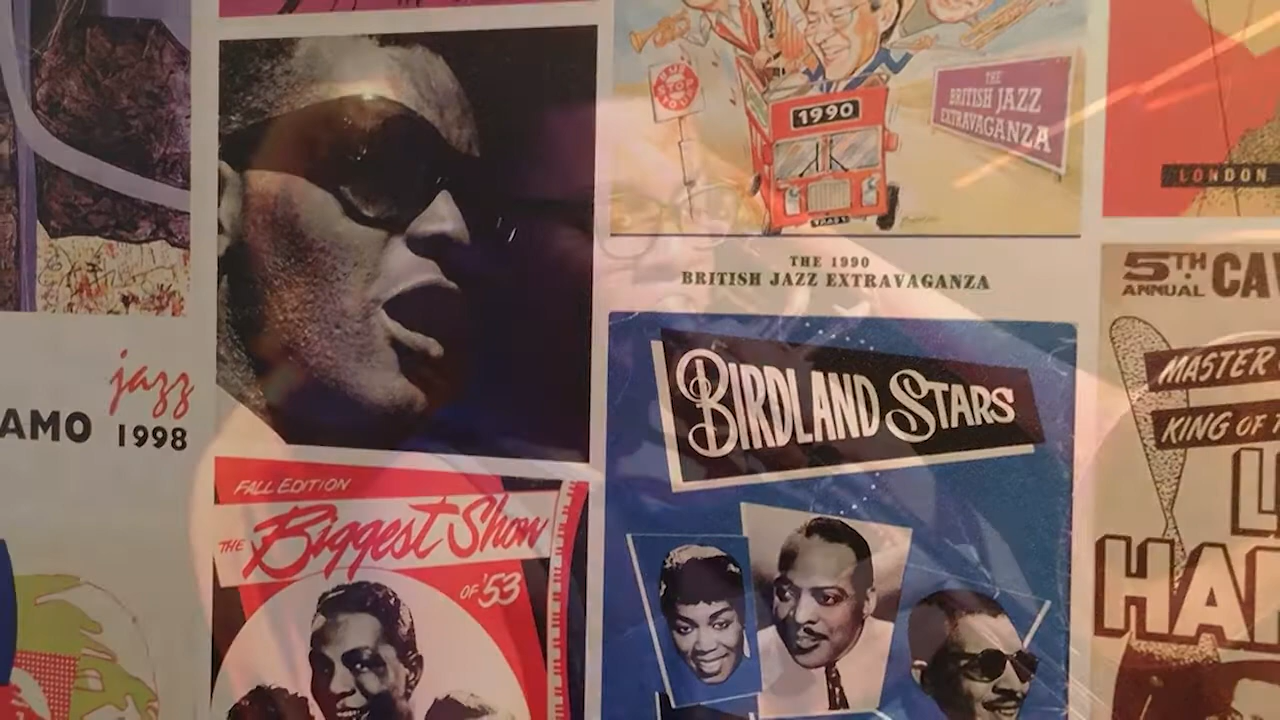 jazz
AMO 1998
FALL EDITION
THE Biggest Show
OF '53
STOP
1990
THE
BRITISH JAZZ
EXTRAVAGANZA
THE 1990
BRITISH JAZZ EXTRAVAGANZA
BIRDLAND STARS
LONDON
5TH
ANNUAL
MASTER
KING OF